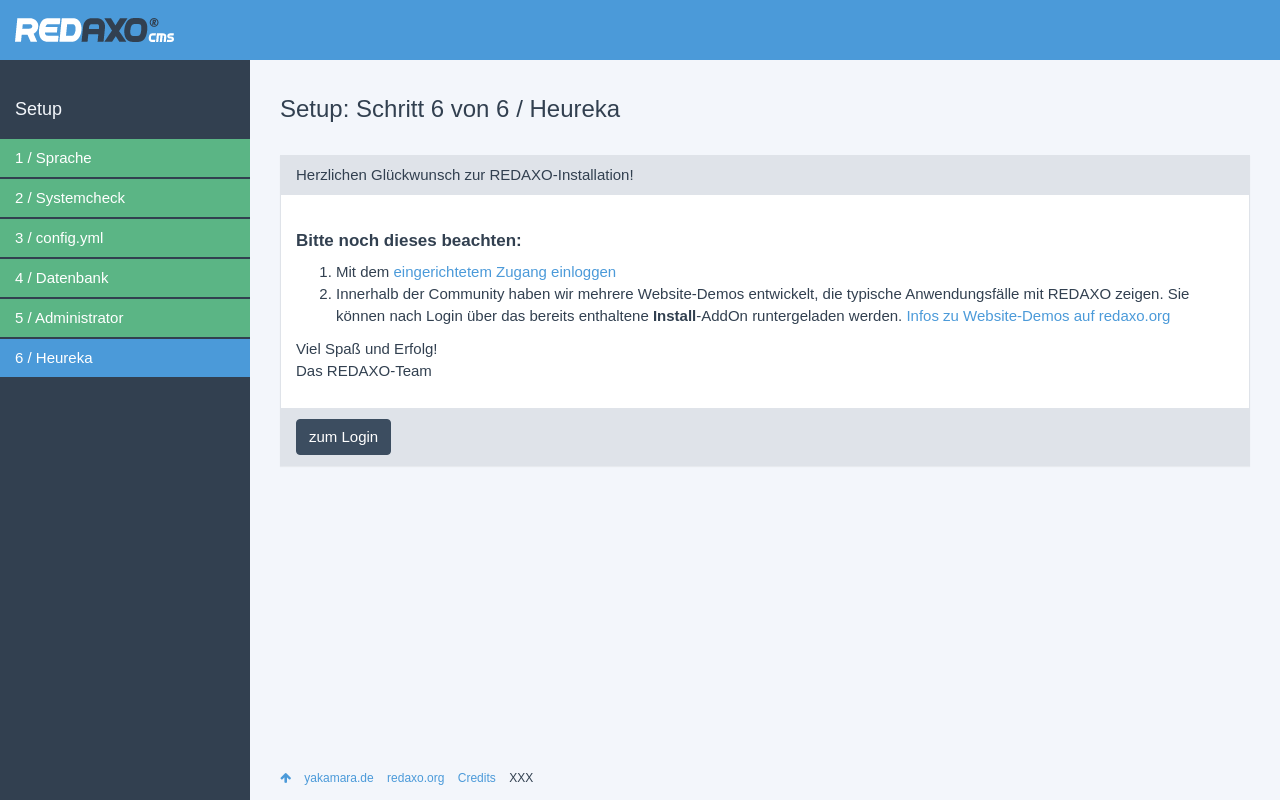 REDAXO® cms
Setup
1 / Sprache
2 / Systemcheck
3 / config.yml
4 / Datenbank
5 / Administrator
6 / Heureka
Setup: Schritt 6 von 6 / Heureka
Herzlichen Glückwunsch zur REDAXO-Installation!
Bitte noch dieses beachten:
1. Mit dem eingerichtetem Zugang einloggen
2. Innerhalb der Community haben wir mehrere Website-Demos entwickelt, die typische Anwendungsfälle mit REDAXO zeigen. Sie
können nach Login über das bereits enthaltene Install-AddOn runtergeladen werden. Infos zu Website-Demos auf redaxo.org
Viel Spaß und Erfolg!
Das REDAXO-Team
zum Login
yakamara.de redaxo.org Credits XXX